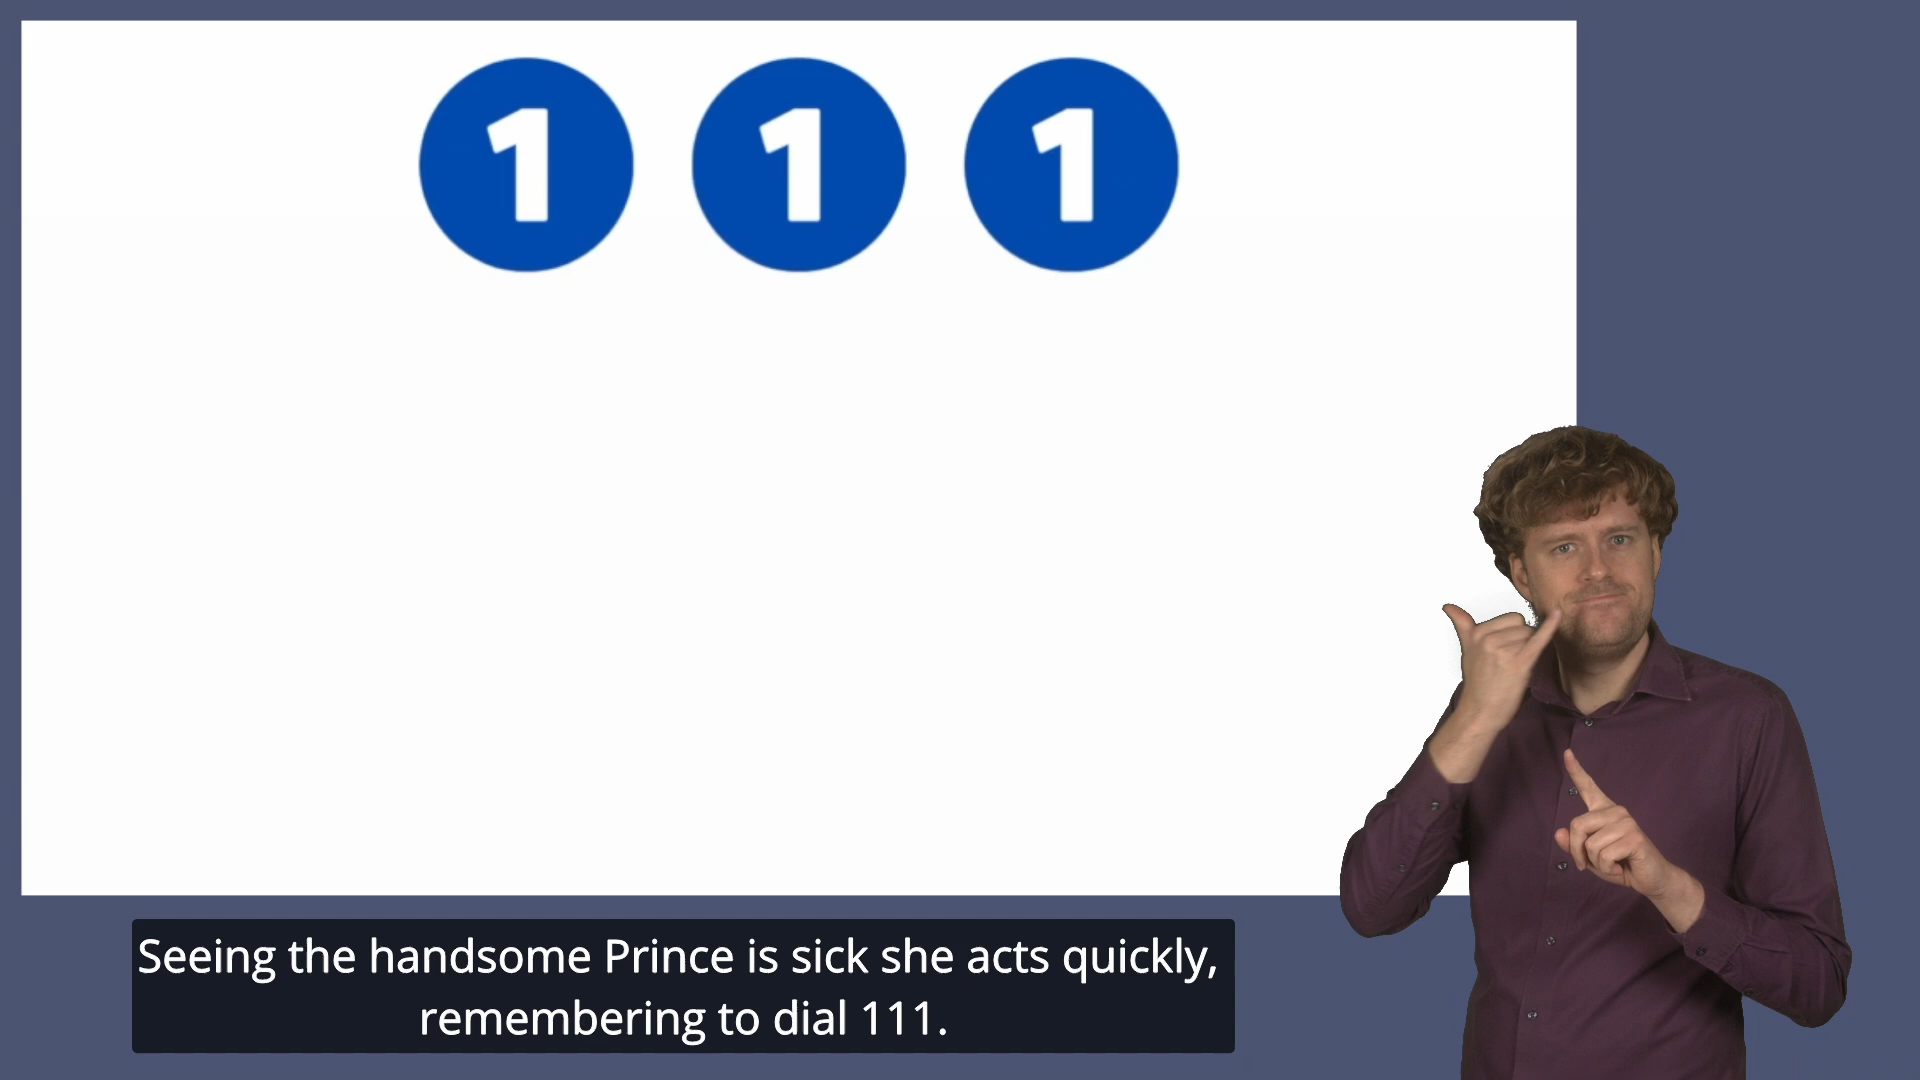 1 1 1
Seeing the handsome Prince is sick she acts quickly,
remembering to dial 111.